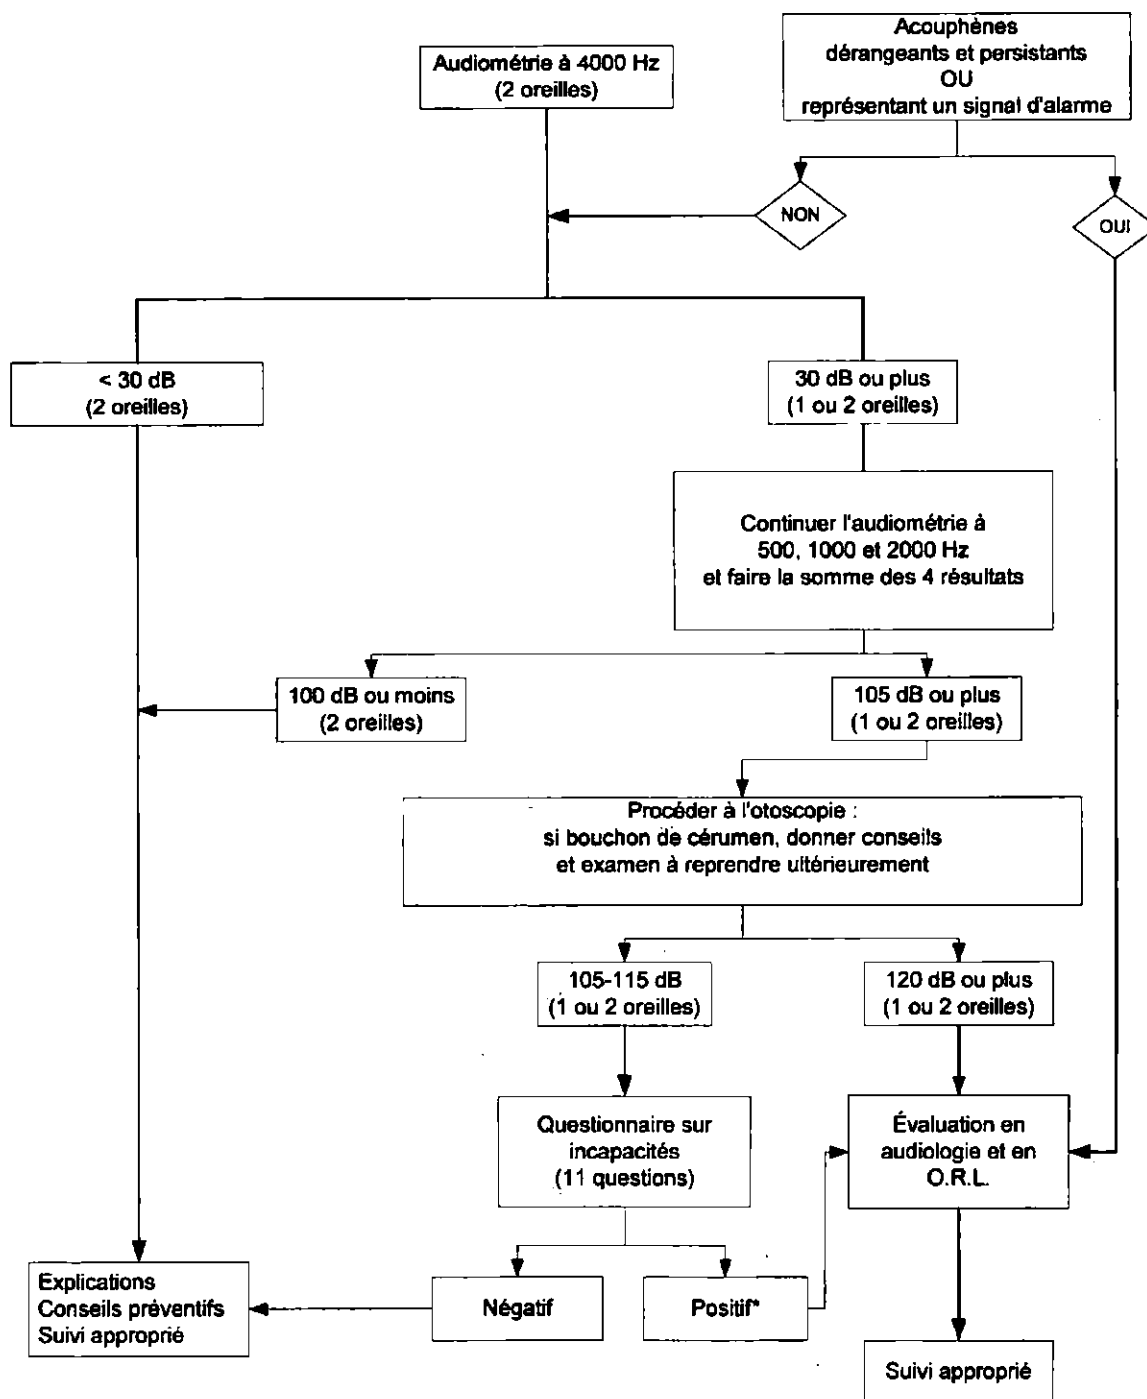 Acouphènes
dérangeants et persistants
OU
représentant un signal d'alarme
Audiométrie à 4000 Hz
(2 oreilles)
NON
OUI
< 30 dB
(2 oreilles)
30 dB ou plus
(1 ou 2 oreilles)
Continuer l'audiométrie à
500, 1000 et 2000 Hz
et faire la somme des 4 résultats
100 dB ou moins
(2 oreilles)
105 dB ou plus
(1 ou 2 oreilles)
Procéder à l'otoscopie :
si bouchon de cérumen, donner conseils
et examen à reprendre ultérieurement
105-115 dB
(1 ou 2 oreilles)
120 dB ou plus
(1 ou 2 oreilles)
Questionnaire sur
incapacités
(11 questions)
Évaluation en
audiologie et en
O.R.L.
Explications
Conseils préventifs
Suivi approprié
Négatif
Positif*
Suivi approprié